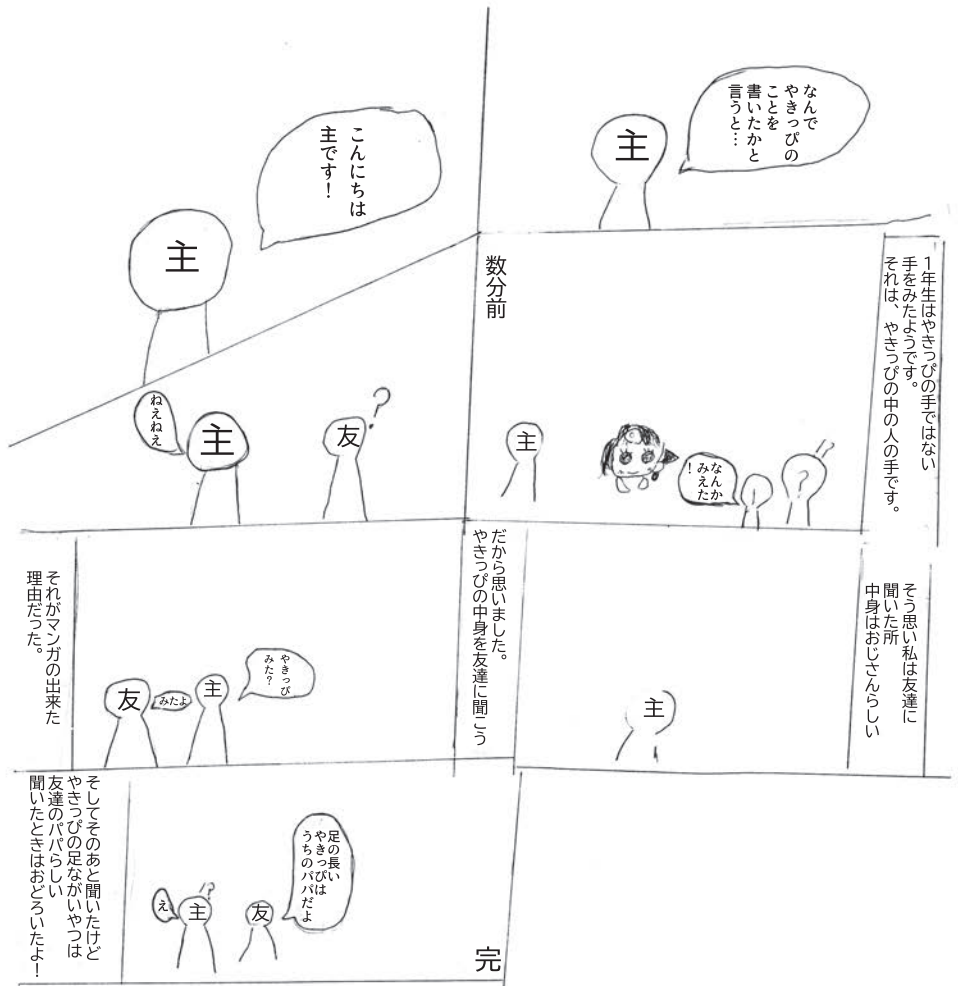 こんにちは
主です！
主
なんで
やきっぴの
ことを
書いたかと
言うと…
主
１年生はやきっぴの手ではない
手をみたようです。
それは、やきっぴの中の人の手です。
数分前
!?
?
なんか
みえた
！
!
主
?
友
ねえねえ
主
そう思い私は友達に
聞いた所
中身はおじさんらしい
主
だから思いました。
やきっぴの中身を友達に聞こう
やきっぴ
みた？
主
みたよ
友
それがマンガの出来た
理由だった。
足の長い
やきっぴは
うちのパパだよ
友
!?
主
え
そしてそのあと聞いたけど
やきっぴの足ながいやつは
友達のパパらしい
聞いたときはおどろいたよ！
完